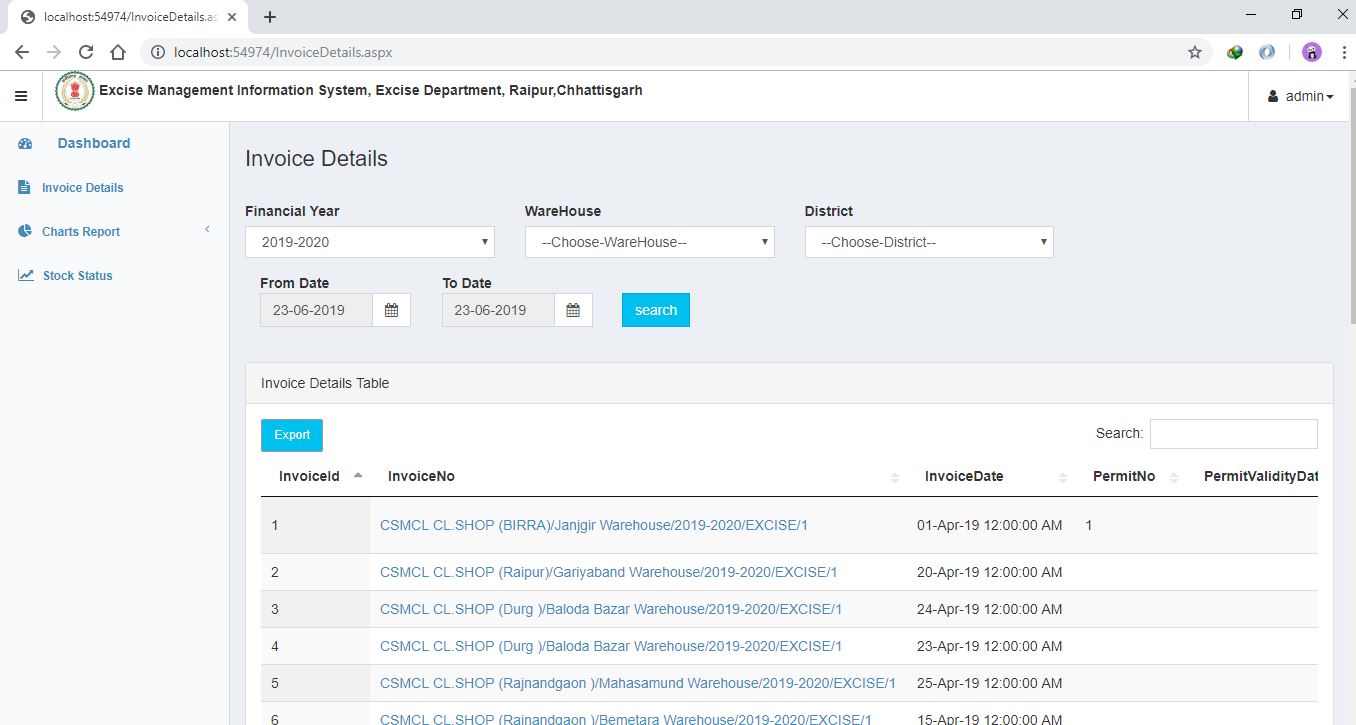 localhost:54974/InvoiceDetails.as
localhost:54974/InvoiceDetails.aspx
Excise Management Information System, Excise Department, Raipur,Chhattisgarh
admin
Dashboard
Invoice Details
Charts Report
Stock Status
Invoice Details
Financial Year WareHouse District
2019-2020 --Choose-WareHouse-- --Choose-District--
From Date To Date
23-06-2019 23-06-2019 search
Invoice Details Table
Export Search:
InvoiceId InvoiceNo InvoiceDate PermitNo PermitValidityDat
1 CSMCL CL.SHOP (BIRRA)/Janjgir Warehouse/2019-2020/EXCISE/1 01-Apr-19 12:00:00 AM 1
2 CSMCL CL.SHOP (Raipur)/Gariyaband Warehouse/2019-2020/EXCISE/1 20-Apr-19 12:00:00 AM
3 CSMCL CL.SHOP (Durg )/Baloda Bazar Warehouse/2019-2020/EXCISE/1 24-Apr-19 12:00:00 AM
4 CSMCL CL.SHOP (Durg )/Baloda Bazar Warehouse/2019-2020/EXCISE/1 23-Apr-19 12:00:00 AM
5 CSMCL CL.SHOP (Rajnandgaon )/Mahasamund Warehouse/2019-2020/EXCISE/1 25-Apr-19 12:00:00 AM
6 CSMCL CL.SHOP (Rajnandgaon )/Bemetara Warehouse/2019-2020/EXCISE/1 15-Apr-19 12:00:00 AM